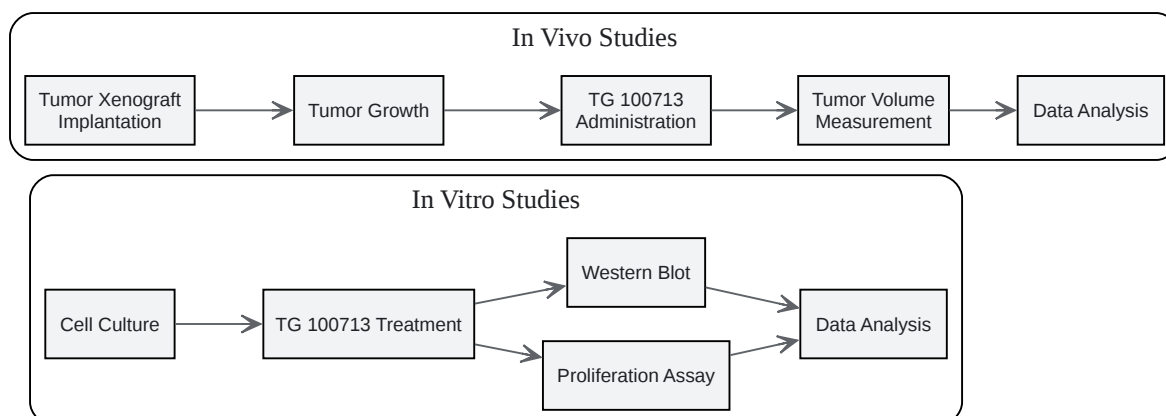 In Vivo Studies
Tumor Xenograft
Implantation
Tumor Growth
TG 100713
Administration
Tumor Volume
Measurement
Data Analysis
In Vitro Studies
Cell Culture
TG 100713 Treatment
Western Blot
Proliferation Assay
Data Analysis